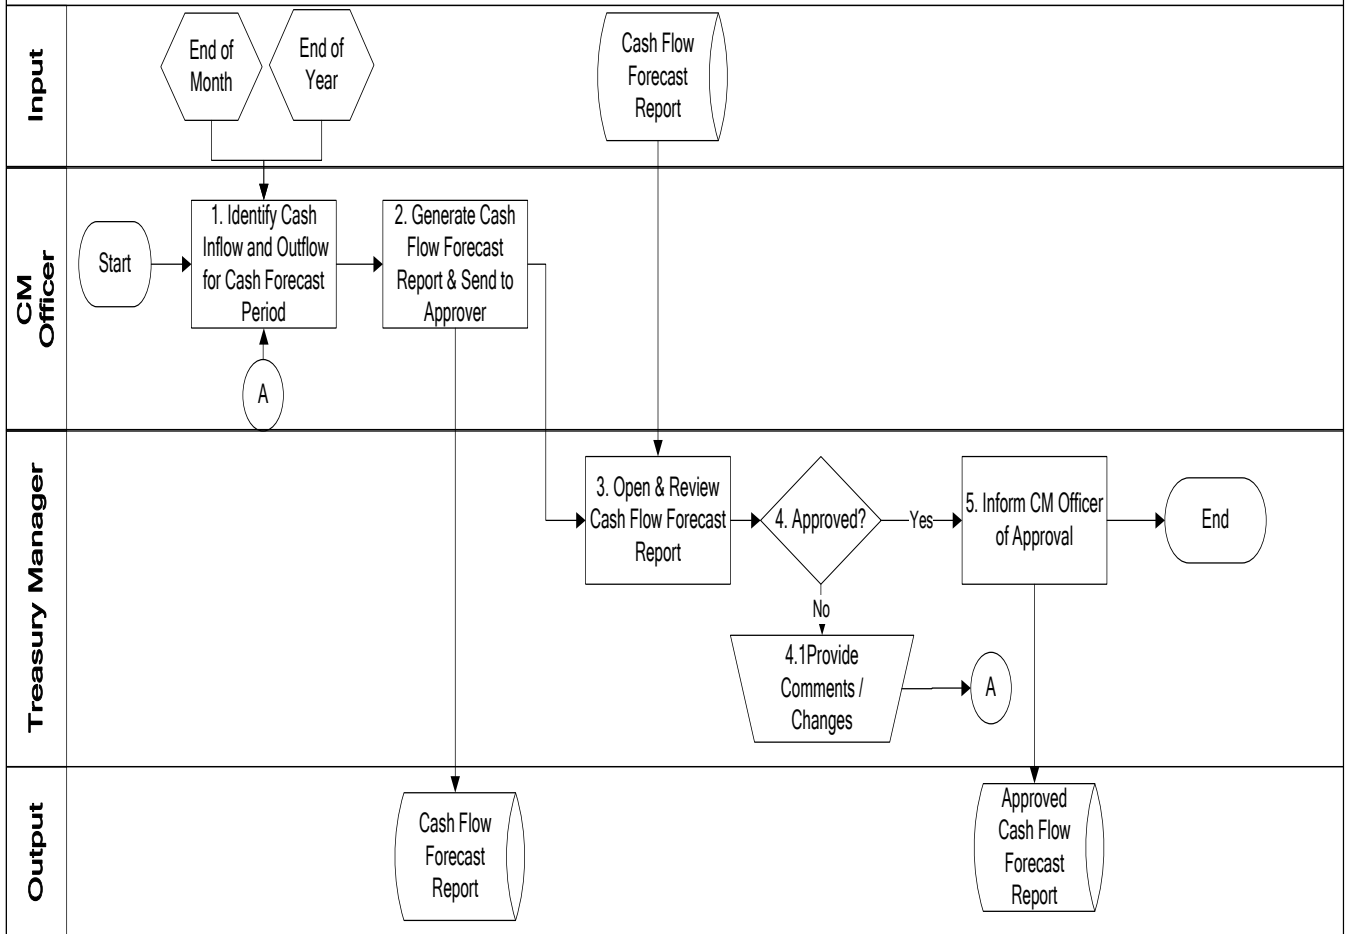 Input
End of
Month
End of
Year
Cash Flow
Forecast
Report
CM
Officer
Start
1. Identify Cash
Inflow and Outflow
for Cash Forecast
Period
2. Generate Cash
Flow Forecast
Report & Send to
Approver
A
Treasury Manager
3. Open & Review
Cash Flow Forecast
Report
4. Approved?
Yes
5. Inform CM Officer
of Approval
End
No
4.1Provide
Comments /
Changes
A
Output
Cash Flow
Forecast
Report
Approved
Cash Flow
Forecast
Report